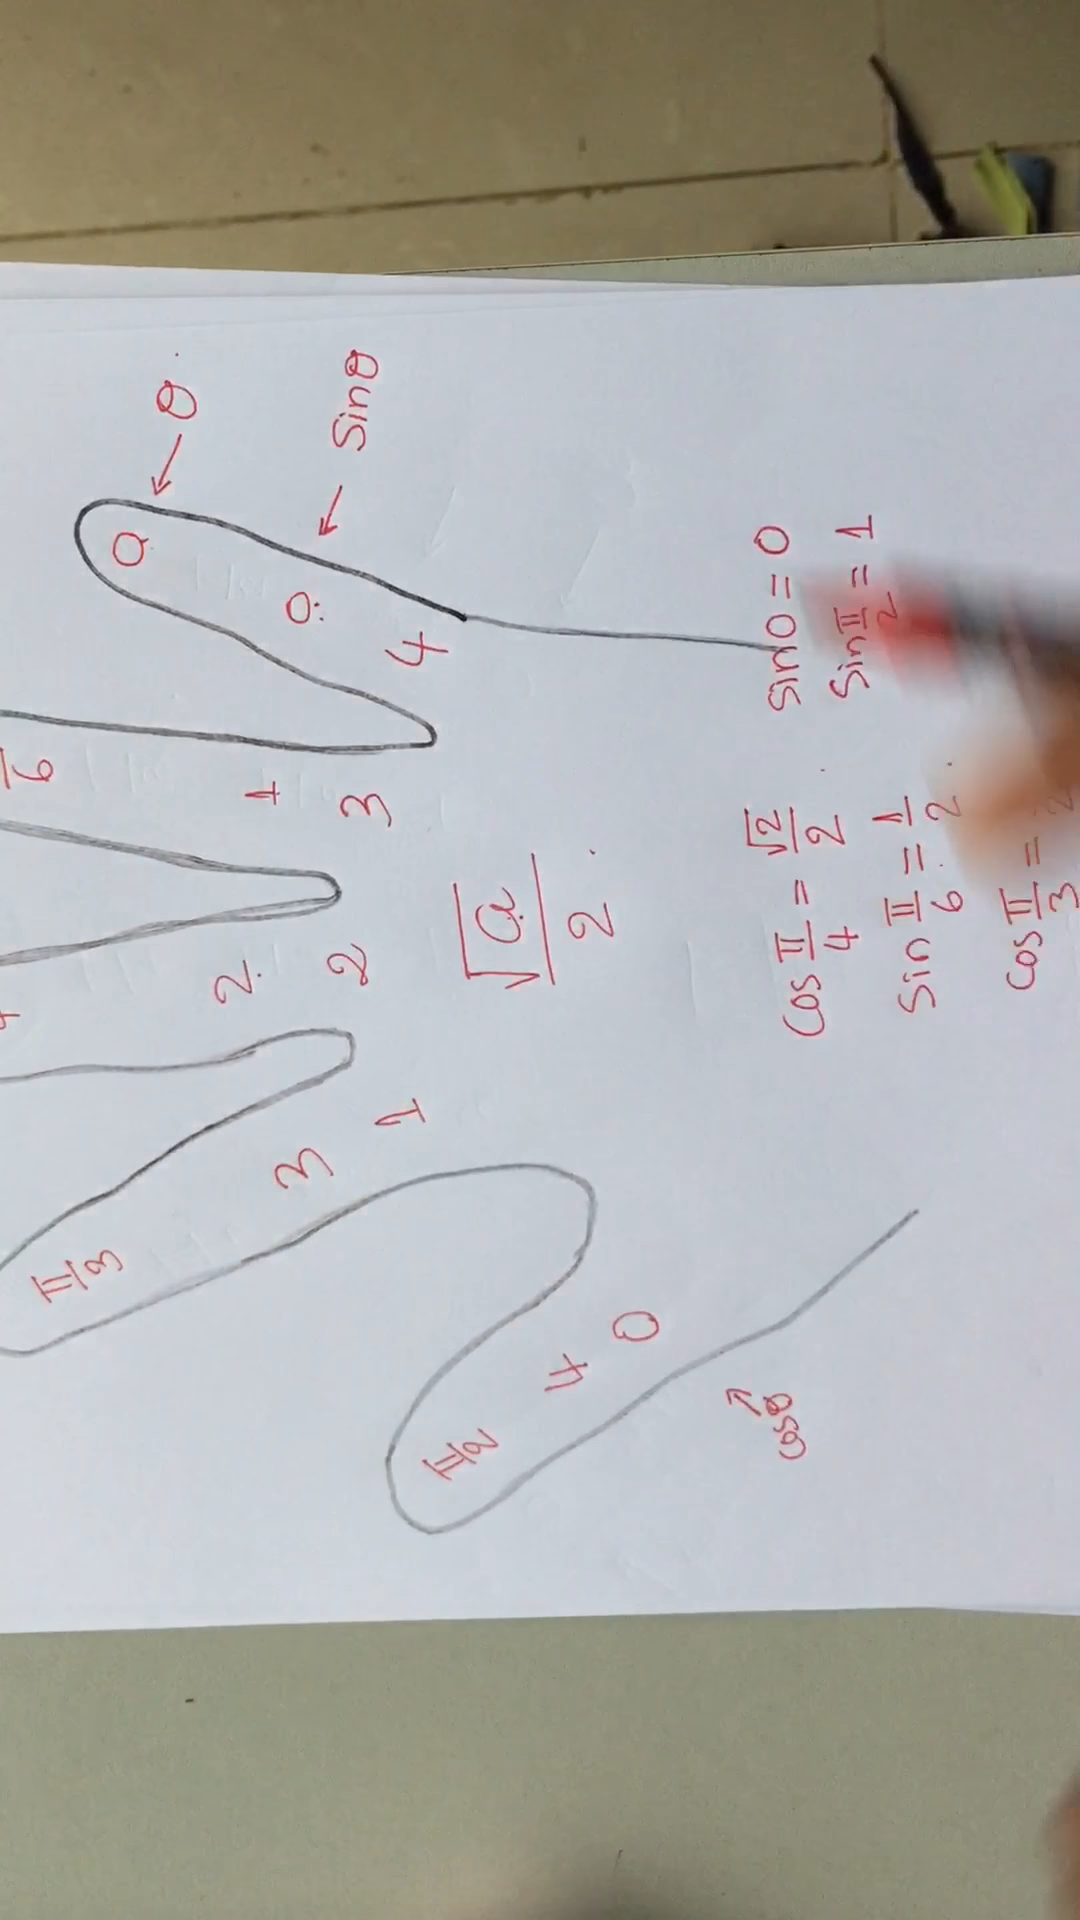 θ
Sinθ
0
0
4
6
1
3
2
2
√a/2
π/3
3
1
π/2
4
0
cosθ
cos π/4 = √2/2
Sin π/6 = 1/2
cos π/3 =
sin0 = 0
Sin π/2 = 1